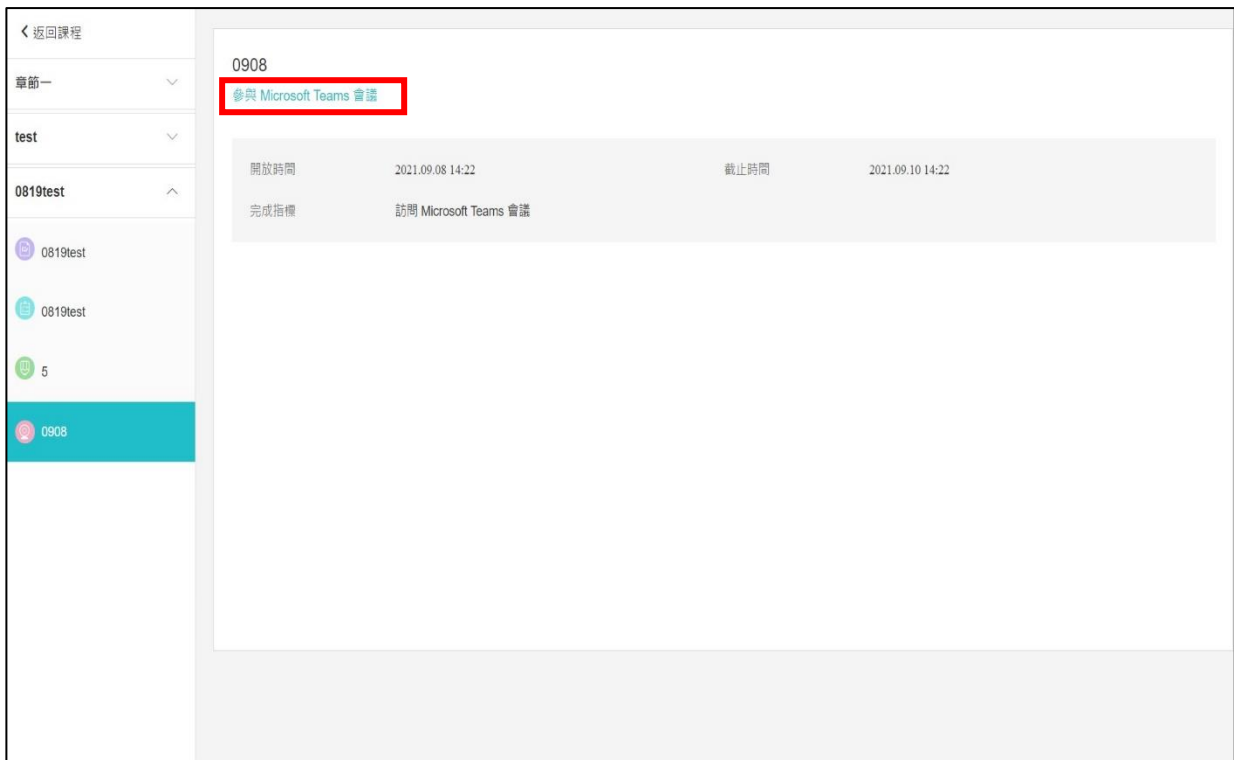 返回課程
章節一
test
0819test
0819test
0819test
5
0908
0908
參與 Microsoft Teams 會議
開放時間 2021.09.08 14:22 截止時間 2021.09.10 14:22
完成指標 訪問 Microsoft Teams 會議